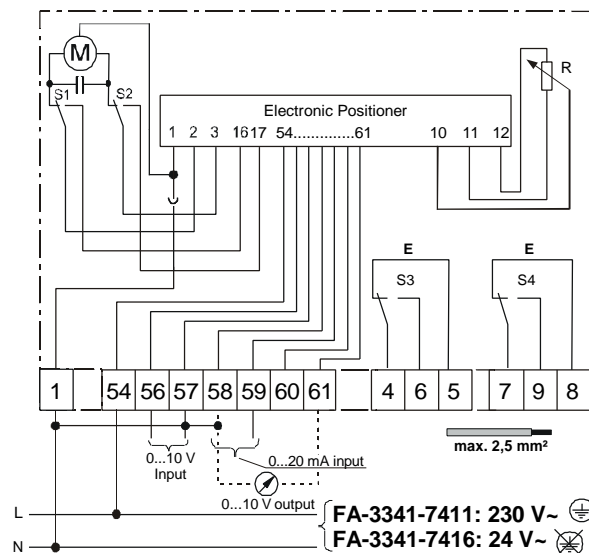 M
S1
S2
R
Electronic Positioner
1 2 3 16 17 54..............61 10 11 12
E
E
S3
S4
1 54 56 57 58 59 60 61 4 6 5 7 9 8
max. 2,5 mm²
0...10 V
Input
0...20 mA input
0...10 V output
L
FA-3341-7411: 230 V~
N
FA-3341-7416: 24 V~